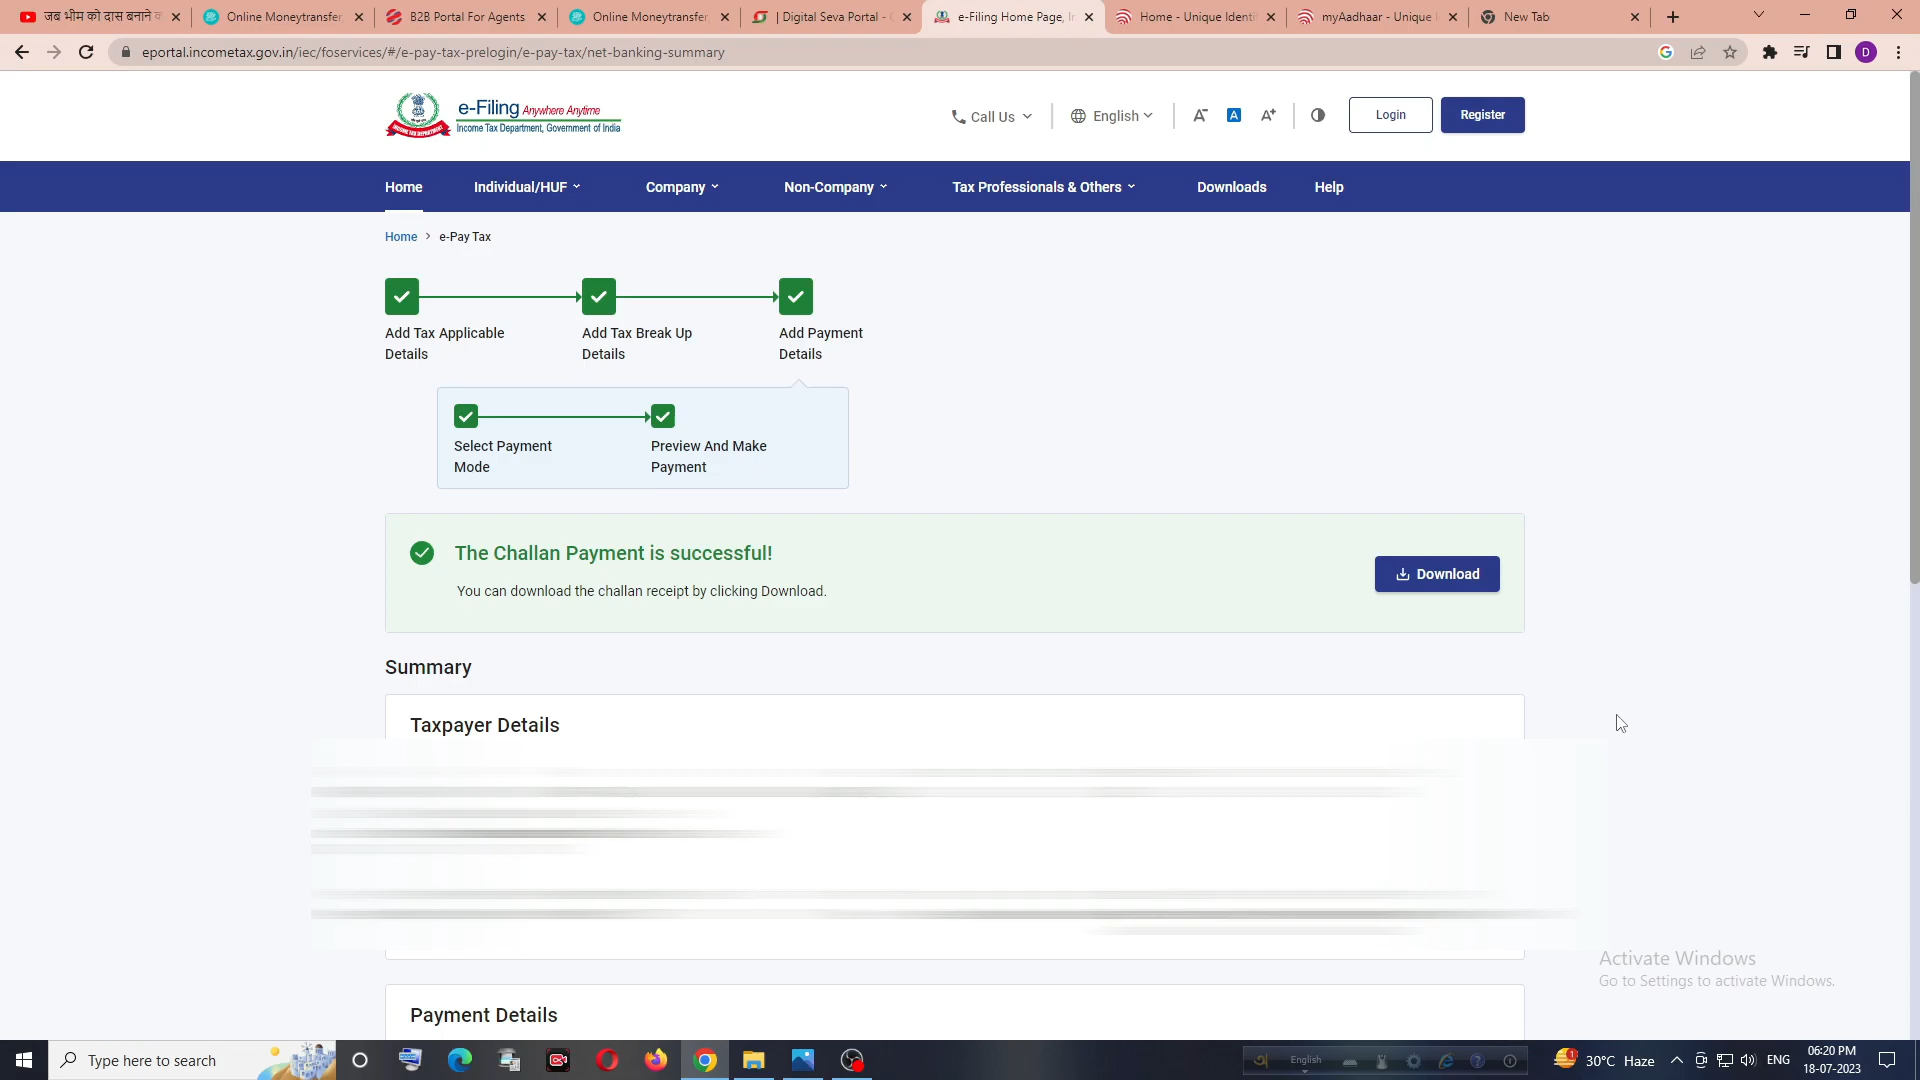 जब भीम को दास बनाने
Online Moneytransfer,
B2B Portal For Agents
Online Moneytransfer,
| Digital Seva Portal -
e-Filing Home Page, I
Home - Unique Identi
myAadhaar - Unique
New Tab
eportal.incometax.gov.in/iec/foservices/#/e-pay-tax-prelogin/e-pay-tax/net-banking-summary
D
e-Filing Anywhere Anytime
Income Tax Department, Government of India
INCOME TAX DEPARTMENT
Call Us
English
A-
A
A+
Login
Register
Home
Individual/HUF
Company
Non-Company
Tax Professionals & Others
Downloads
Help
Home > e-Pay Tax
Add Tax Applicable
Details
Add Tax Break Up
Details
Add Payment
Details
Select Payment
Mode
Preview And Make
Payment
The Challan Payment is successful!
You can download the challan receipt by clicking Download.
Download
Summary
Taxpayer Details
Activate Windows
Go to Settings to activate Windows.
Payment Details
Type here to search
English
1
30°C Haze
ENG
06:20 PM
18-07-2023